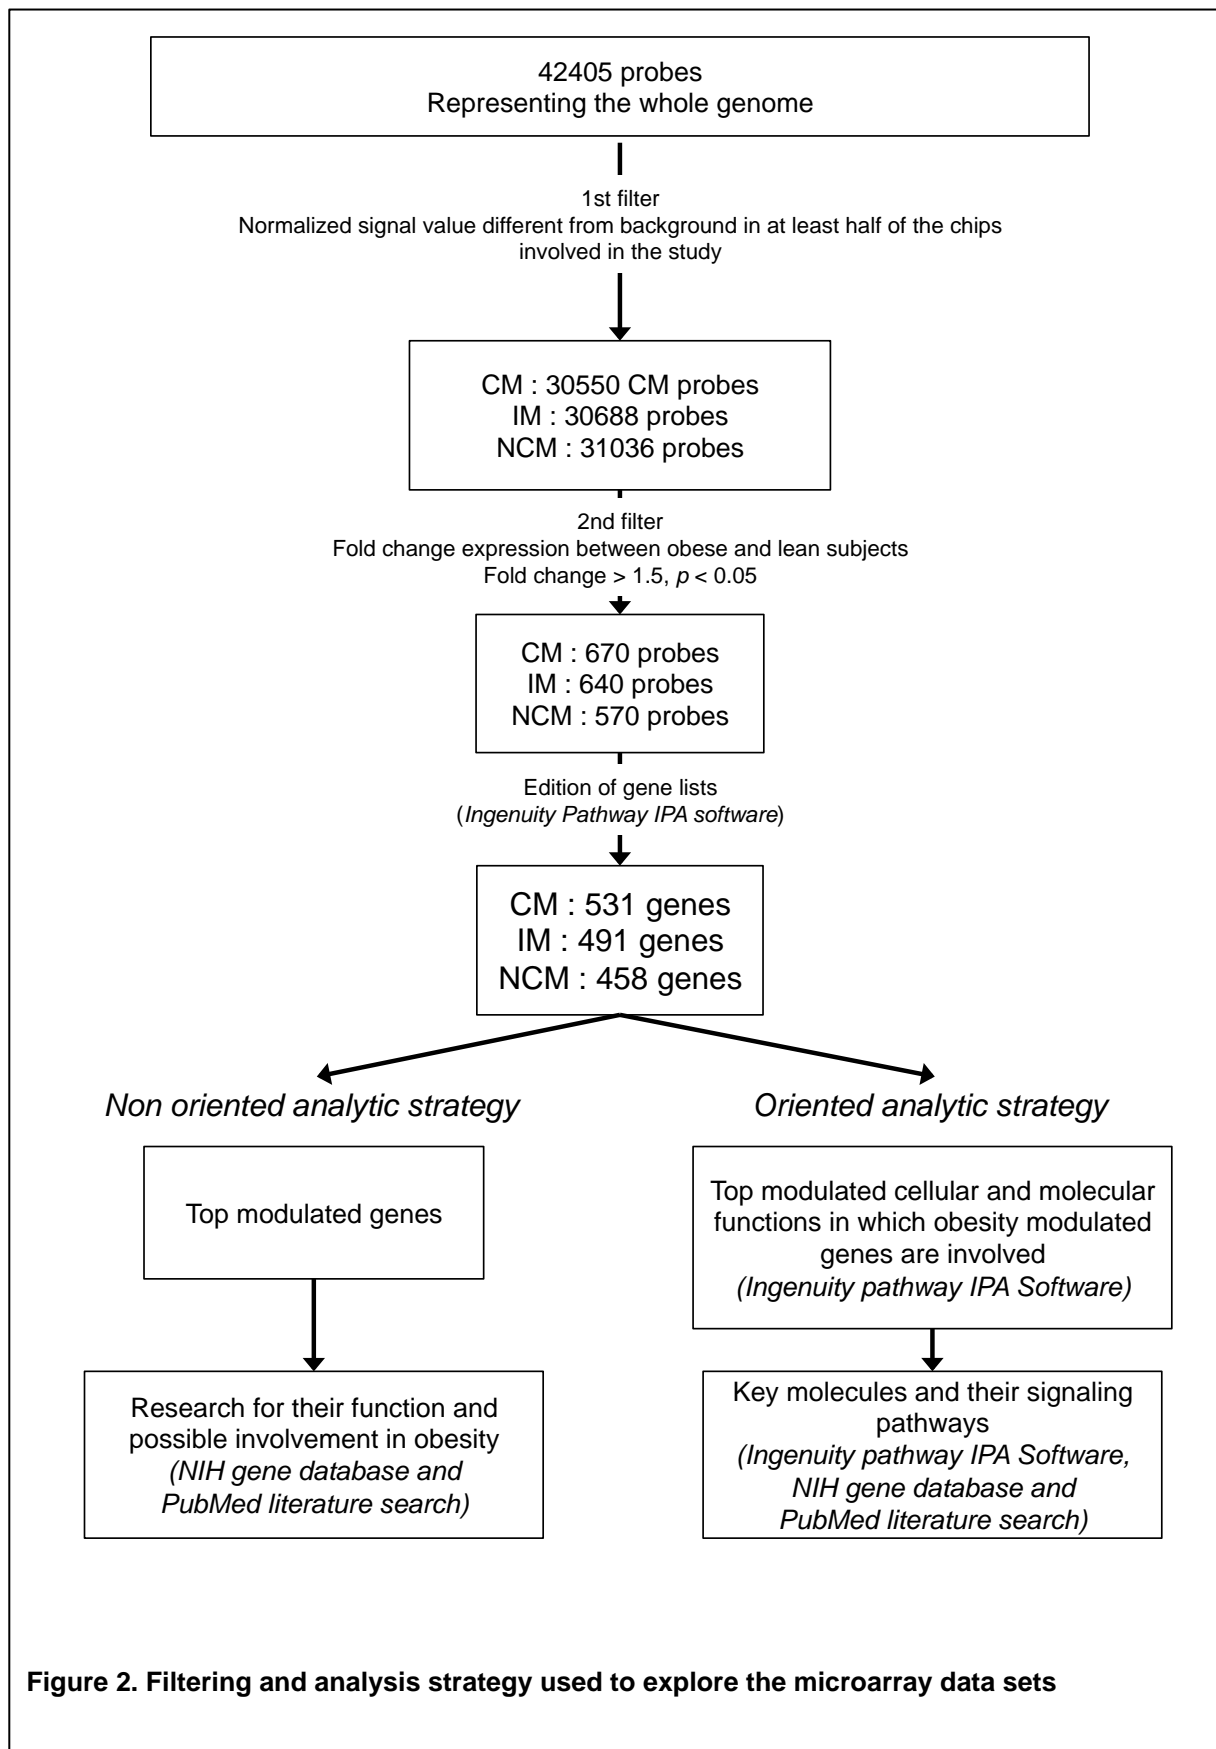 42405 probes
Representing the whole genome
1st filter
Normalized signal value different from background in at least half of the chips
involved in the study
CM : 30550 CM probes
IM : 30688 probes
NCM : 31036 probes
2nd filter
Fold change expression between obese and lean subjects
Fold change > 1.5, p < 0.05
CM : 670 probes
IM : 640 probes
NCM : 570 probes
Edition of gene lists
(Ingenuity Pathway IPA software)
CM : 531 genes
IM : 491 genes
NCM : 458 genes
Non oriented analytic strategy
Top modulated genes
Research for their function and
possible involvement in obesity
(NIH gene database and
PubMed literature search)
Oriented analytic strategy
Top modulated cellular and molecular
functions in which obesity modulated
genes are involved
(Ingenuity pathway IPA Software)
Key molecules and their signaling
pathways
(Ingenuity pathway IPA Software,
NIH gene database and
PubMed literature search)
Figure 2. Filtering and analysis strategy used to explore the microarray data sets